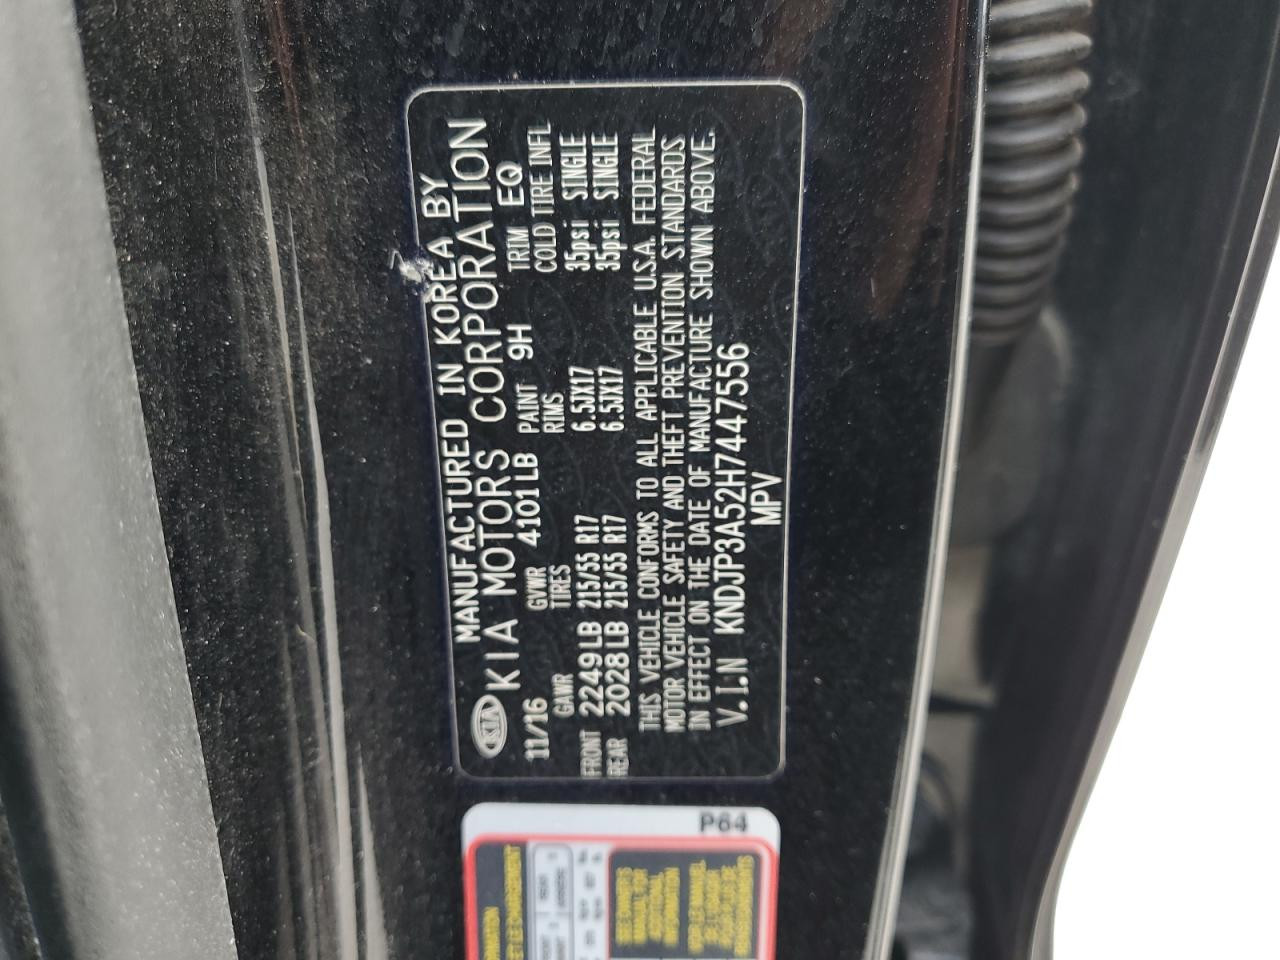 MANUFACTURED IN KOREA BY
KIA KIA MOTORS CORPORATION
11/16 GVWR 4101LB PAINT 9H TRIM EQ
GAWR TIRES RIMS COLD TIRE INFL
FRONT 2249LB 215/55 R17 6.5JX17 35psi SINGLE
REAR 2028LB 215/55 R17 6.5JX17 35psi SINGLE
THIS VEHICLE CONFORMS TO ALL APPLICABLE U.S.A. FEDERAL
MOTOR VEHICLE SAFETY AND THEFT PREVENTION STANDARDS
IN EFFECT ON THE DATE OF MANUFACTURE SHOWN ABOVE.
V.I.N KNDJP3A52H7447556
MPV
P64